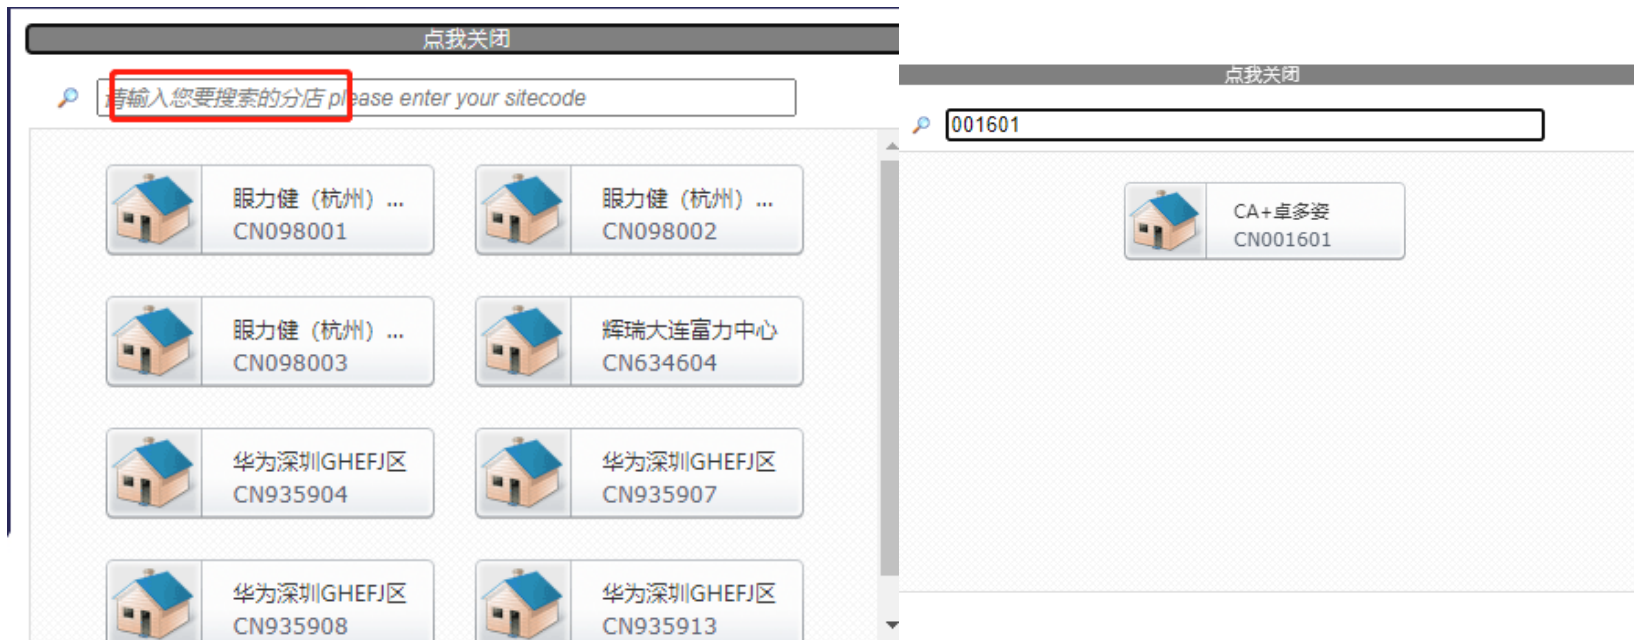 点我关闭
请输入您要搜索的分店 please enter your sitecode
眼力健（杭州）...
CN098001
眼力健（杭州）...
CN098002
眼力健（杭州）...
CN098003
辉瑞大连富力中心
CN634604
华为深圳GHEFJ区
CN935904
华为深圳GHEFJ区
CN935907
华为深圳GHEFJ区
CN935908
华为深圳GHEFJ区
CN935913
点我关闭
001601
CA+卓多姿
CN001601